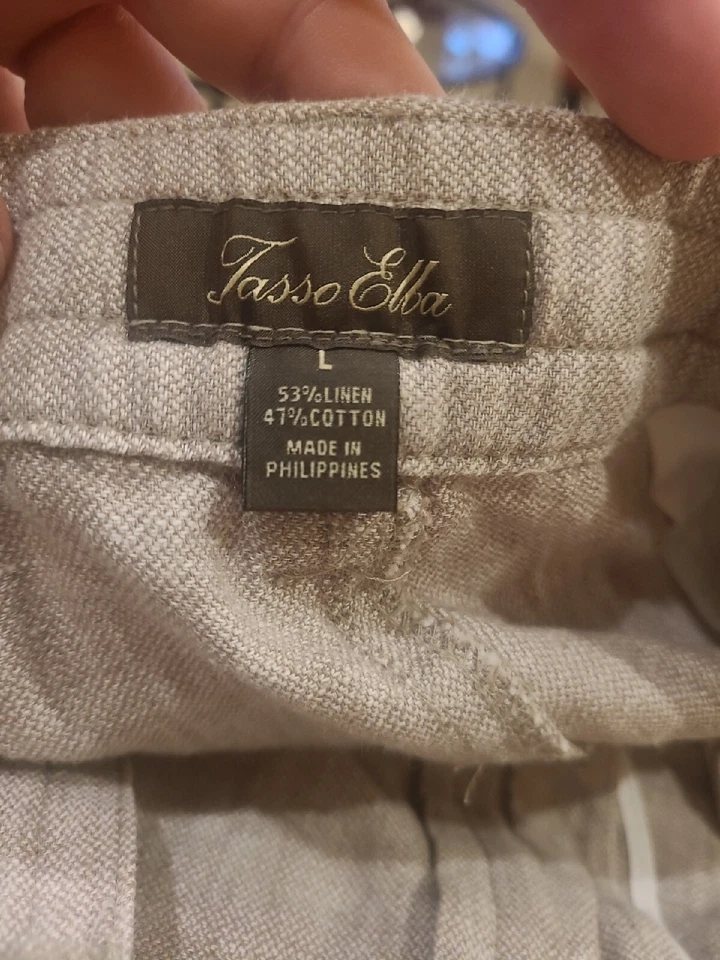 Tasso Elba
L
53%LINEN
47%COTTON
MADE IN
PHILIPPINES